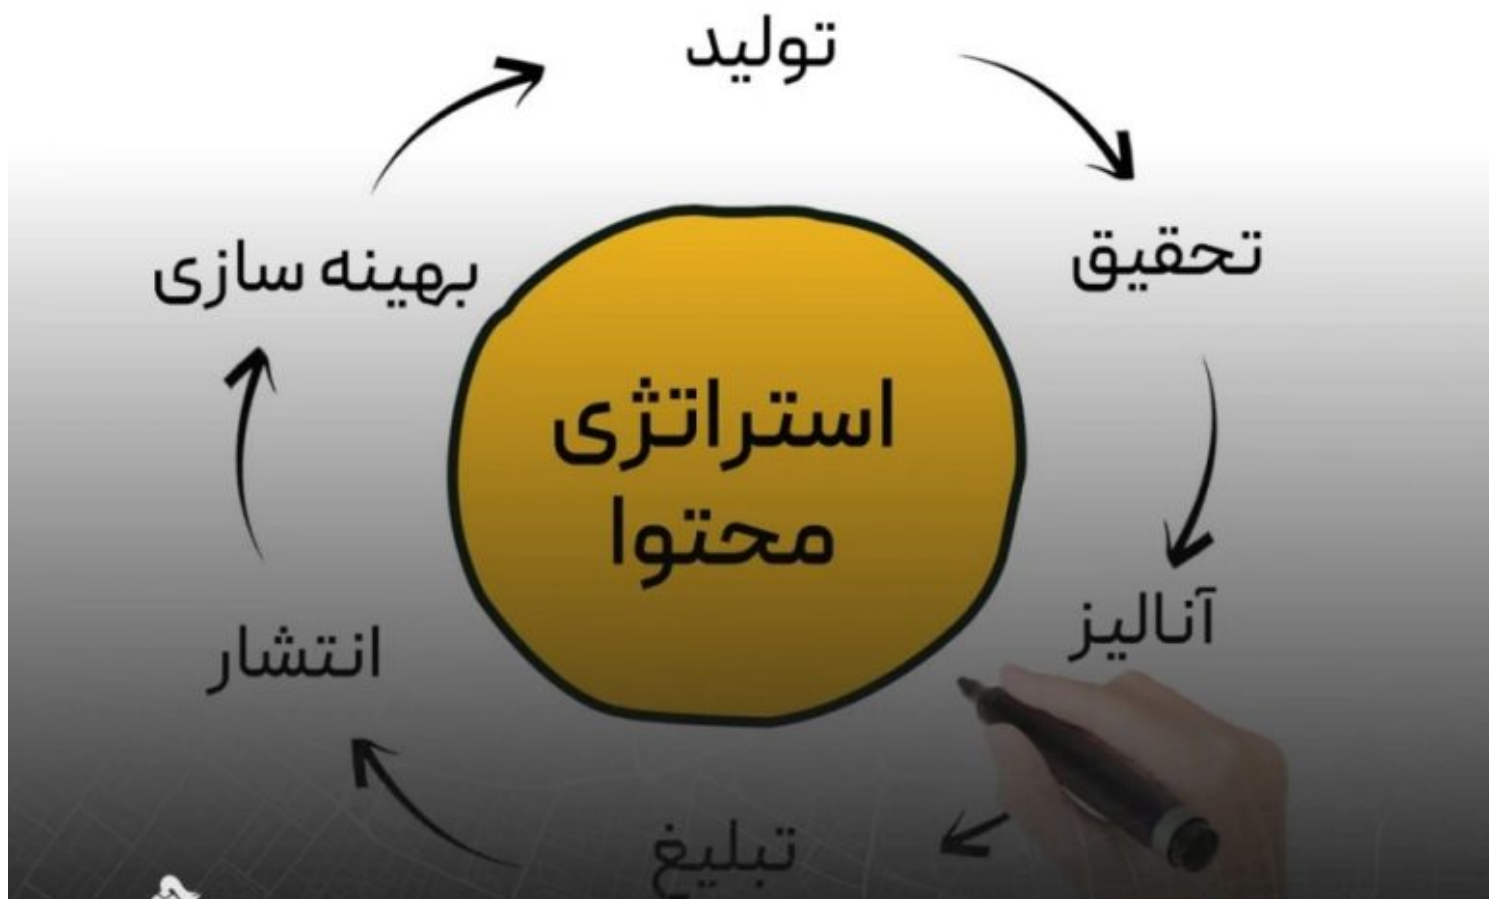 تولید
تحقیق
بهینه سازی
استراتژی
محتوا
آنالیز
انتشار
تبلیغ